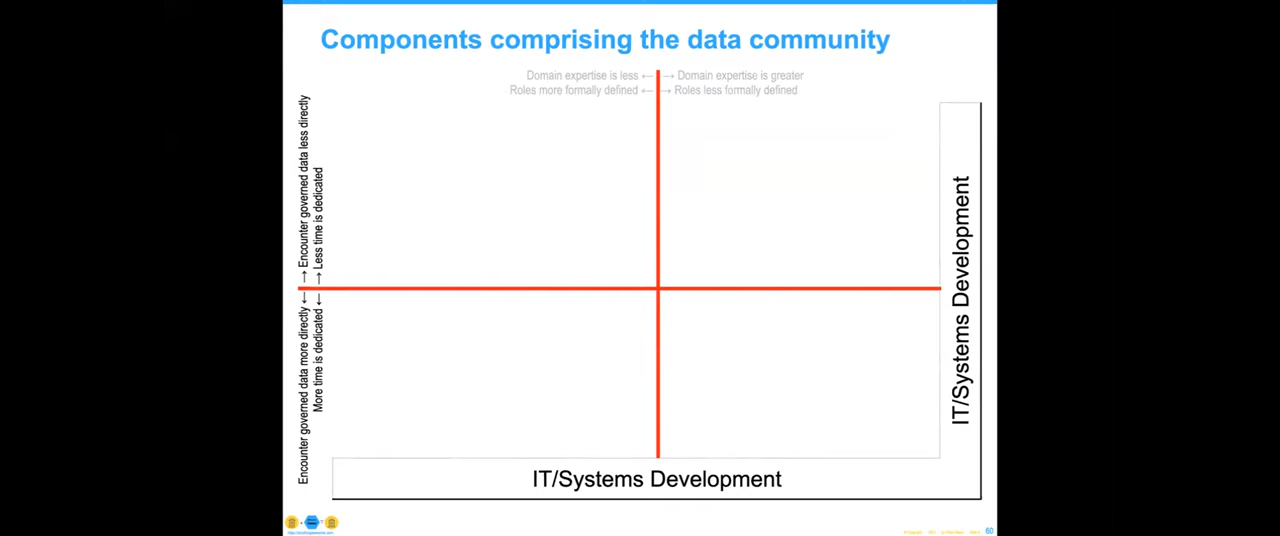 Components comprising the data community
Domain expertise is less ← → Domain expertise is greater
Roles more formally defined ← → Roles less formally defined
Encounter governed data more directly ← → Encounter governed data less directly
More time is dedicated ← → Less time is dedicated
IT/Systems Development
IT/Systems Development
60